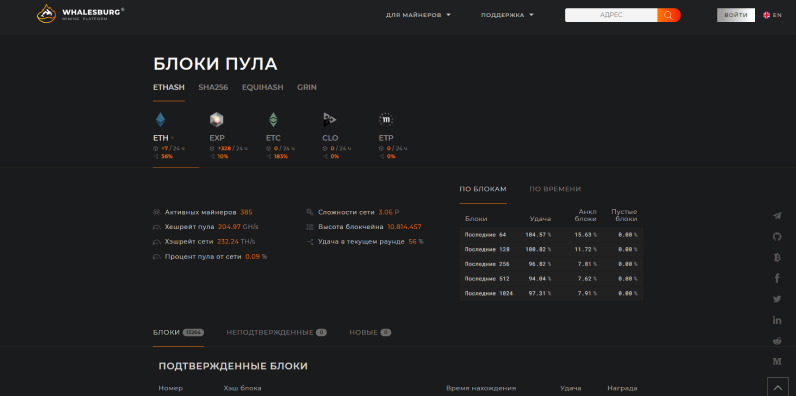 WHALESBURG®
MINING PLATFORM
ДЛЯ МАЙНЕРОВ
ПОДДЕРЖКА
АДРЕС
ВОЙТИ
EN
БЛОКИ ПУЛА
ETHASH SHA256 EQUIHASH GRIN
ETH EXP ETC CLO ETP
+7 / 24 ч +328 / 24 ч 0 / 24 ч 0 / 24 ч 0 / 24 ч
56% 10% 183% 0% 0%
Активных майнеров 385
Хешрейт пула 204.97 GH/s
Хэшрейт сети 232.24 TH/s
Процент пула от сети 0.09 %
Сложности сети 3.06 P
Высота блокчейна 10.814.457
Удача в текущем раунде 56 %
ПО БЛОКАМ ПО ВРЕМЕНИ
Блоки Удача Анкл блоки Пустые блоки
Последние 64 104.57 % 15.63 % 0.00 %
Последние 128 100.82 % 11.72 % 0.00 %
Последние 256 96.82 % 7.81 % 0.00 %
Последние 512 94.04 % 7.62 % 0.00 %
Последние 1024 97.31 % 7.91 % 0.00 %
БЛОКИ НЕПОДТВЕРЖДЕННЫЕ НОВЫЕ
ПОДТВЕРЖДЕННЫЕ БЛОКИ
Номер Хэш блока Время нахождения Удача Награда